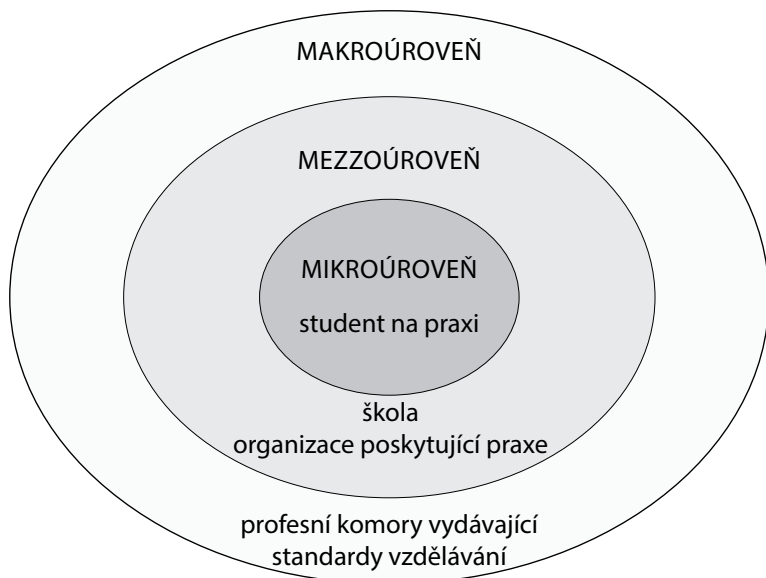 MAKROÚROVEŇ
MEZZOÚROVEŇ
MIKROÚROVEŇ
student na praxi
škola
organizace poskytující praxe
profesní komory vydávající
standardy vzdělávání